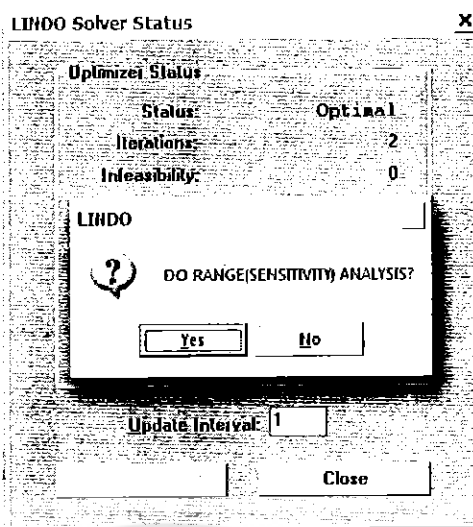 LINDO Solver Status x
Optimizer Status
Status: Optimal
Iterations: 2
Infeasibility: 0
LINDO
? DO RANGE(SENSITIVITY) ANALYSIS?
Yes No
Update Interval: 1
Close